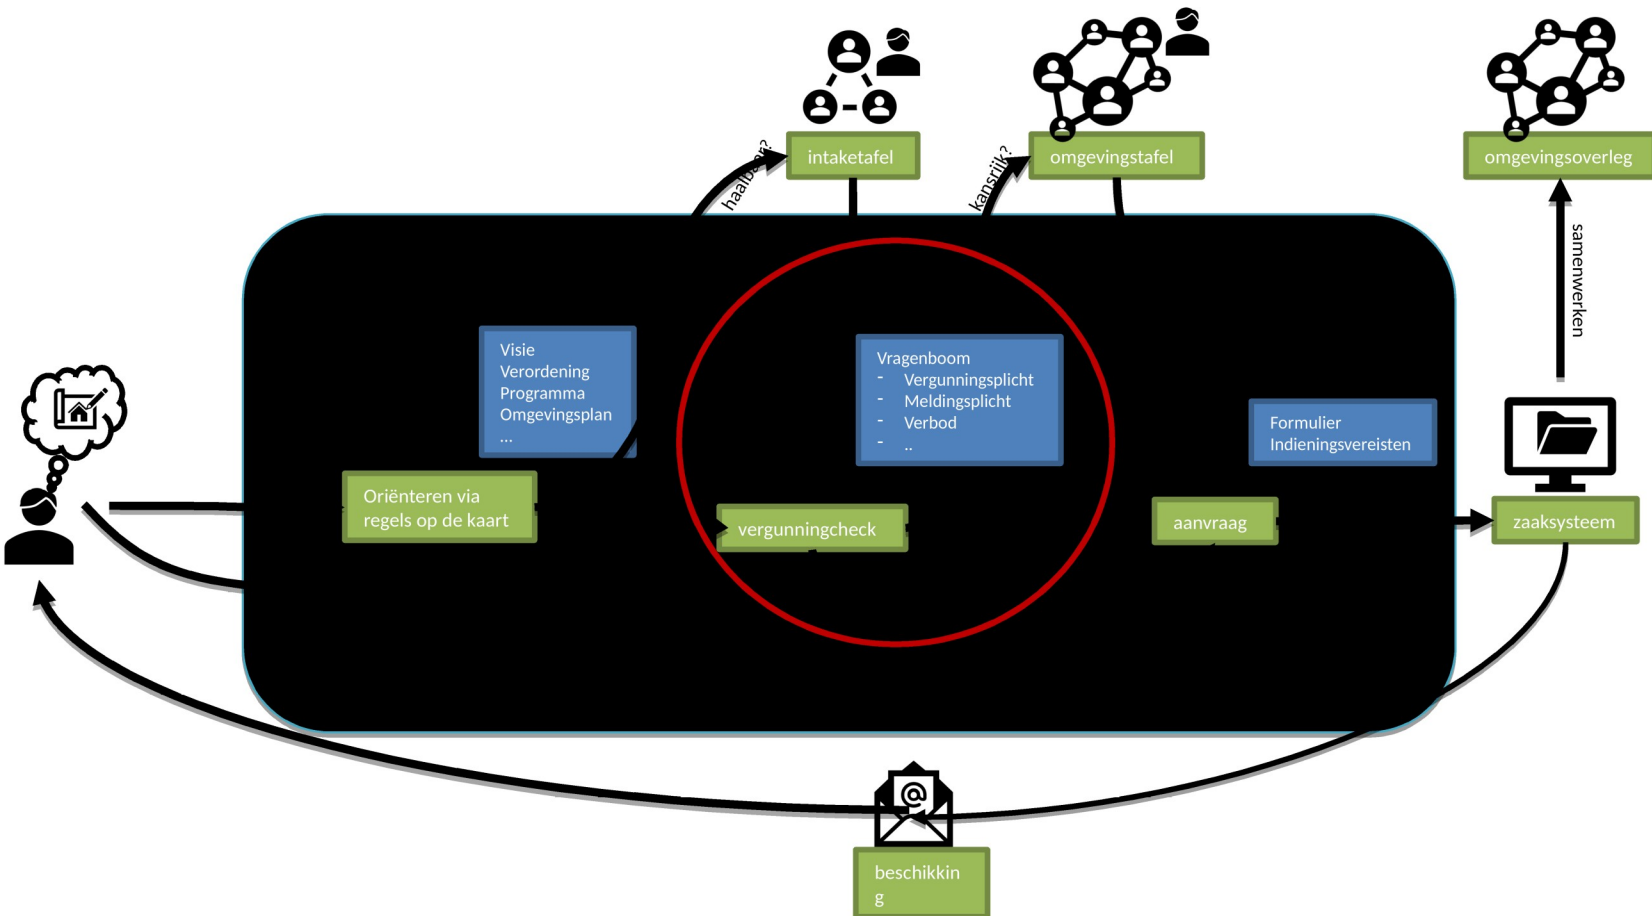 haalbaar?
intaketafel
kansrijk?
omgevingstafel
omgevingsoverleg
samenwerken
Visie
Verordening
Programma
Omgevingsplan
...
Vragenboom
- Vergunningsplicht
- Meldingsplicht
- Verbod
- ..
Formulier
Indieningsvereisten
Oriënteren via
regels op de kaart
vergunningcheck
aanvraag
zaaksysteem
@
beschikkin
g